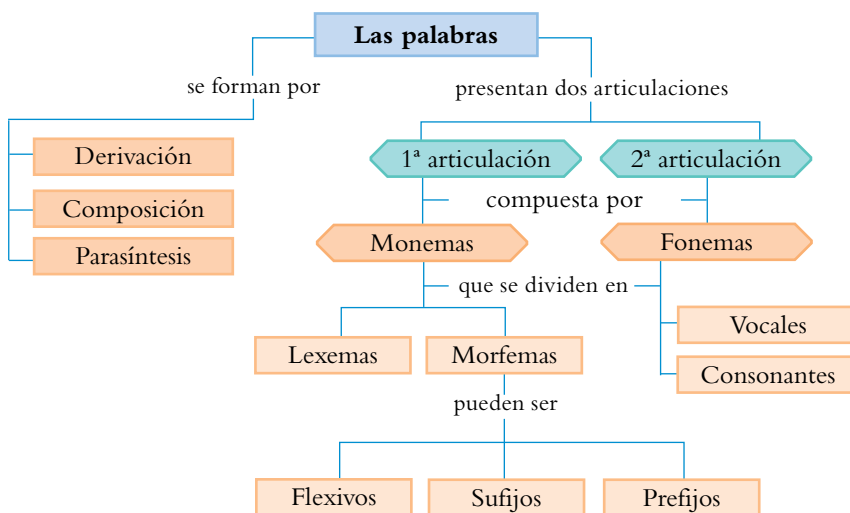 Las palabras
se forman por
presentan dos articulaciones
Derivación
Composición
Parasíntesis
1ª articulación
2ª articulación
compuesta por
Monemas
Fonemas
que se dividen en
Lexemas
Morfemas
Vocales
Consonantes
pueden ser
Flexivos
Sufijos
Prefijos